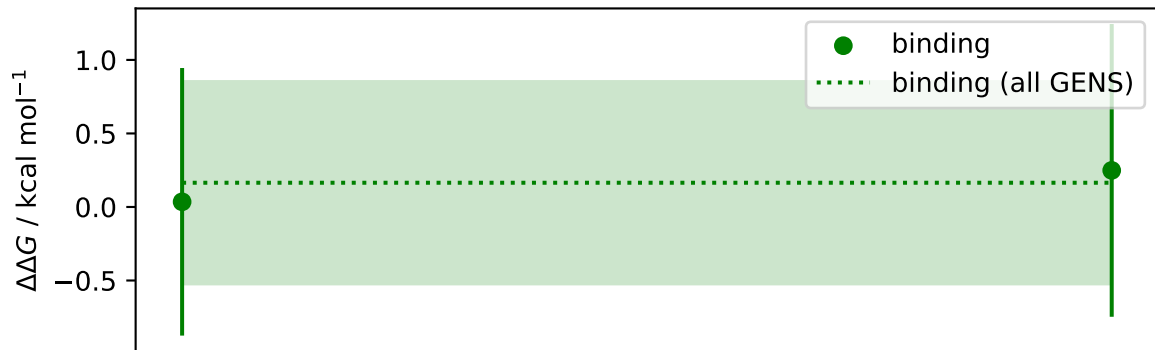 binding
binding (all GENS)
1.0
0.5
0.0
−0.5
ΔΔG / kcal mol⁻¹